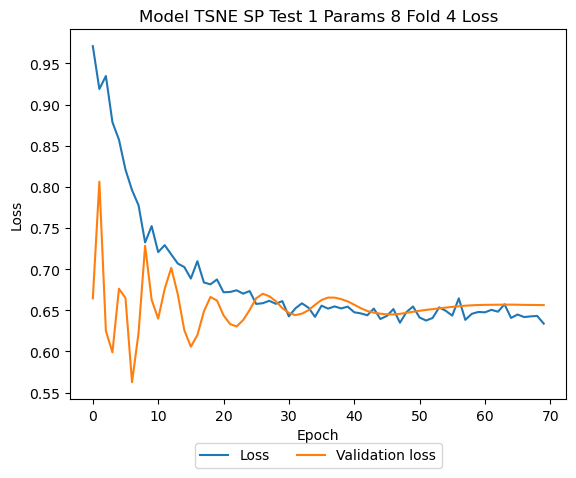 Model TSNE SP Test 1 Params 8 Fold 4 Loss
0.95
0.90
0.85
0.80
0.75
0.70
0.65
0.60
0.55
Loss
0 10 20 30 40 50 60 70
Epoch
Loss Validation loss